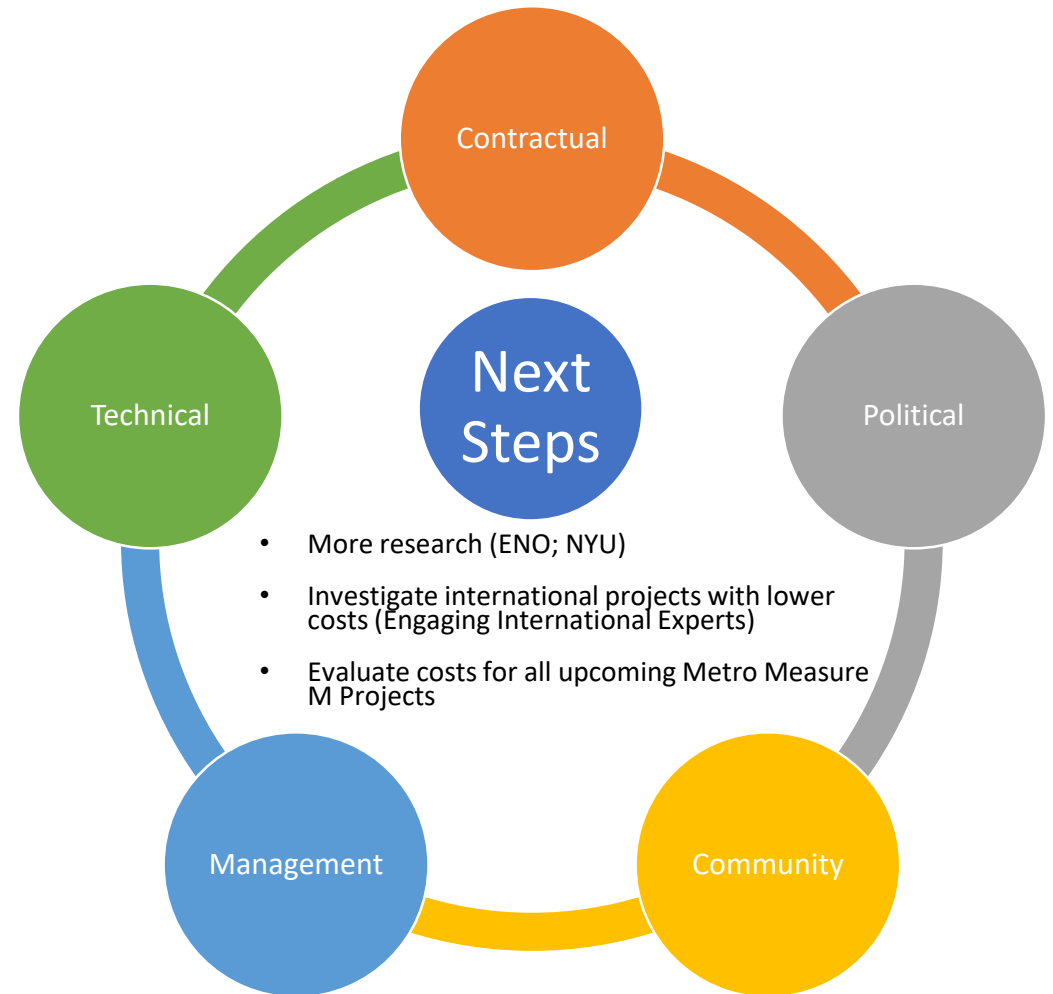 Contractual
Technical
Next
Steps
Political
• More research (ENO; NYU)
• Investigate international projects with lower
costs (Engaging International Experts)
• Evaluate costs for all upcoming Metro Measure
M Projects
Management
Community